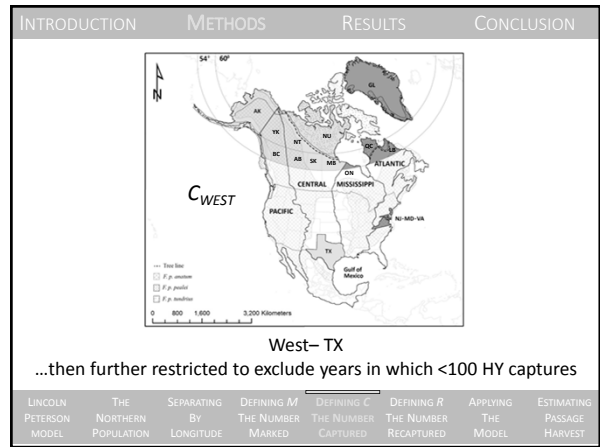 INTRODUCTION METHODS RESULTS CONCLUSION
54° 60°
N
GL
AK
YK
NT
NU
BC
AB
SK
MB
ON
QC
LB
ATLANTIC
C_WEST
CENTRAL
MISSISSIPPI
PACIFIC
NJ-MD-VA
TX
Gulf of
Mexico
Tree line
F. p. anatum
F. p. pealei
F. p. tundrius
0 800 1,600 3,200 Kilometers
West– TX
…then further restricted to exclude years in which <100 HY captures
LINCOLN PETERSON MODEL
THE NORTHERN POPULATION
SEPARATING BY LONGITUDE
DEFINING M THE NUMBER MARKED
DEFINING C THE NUMBER CAPTURED
DEFINING R THE NUMBER RECAPTURED
APPLYING THE MODEL
ESTIMATING PASSAGE HARVEST